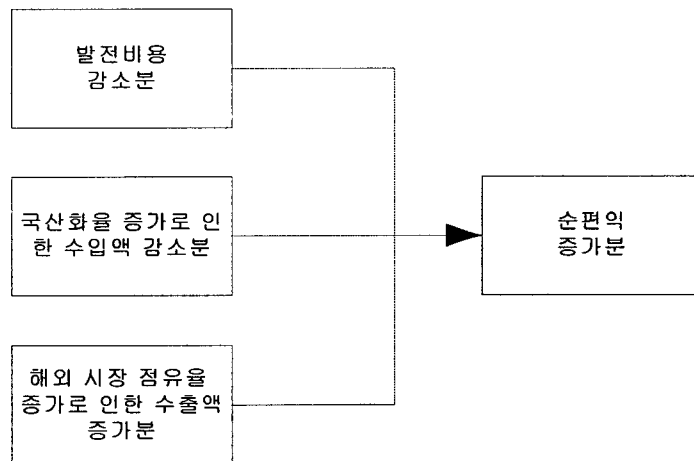 발전비용
감소분
국산화율 증가로 인
한 수입액 감소분
순편익
증가분
해외 시장 점유율
증가로 인한 수출액
증가분